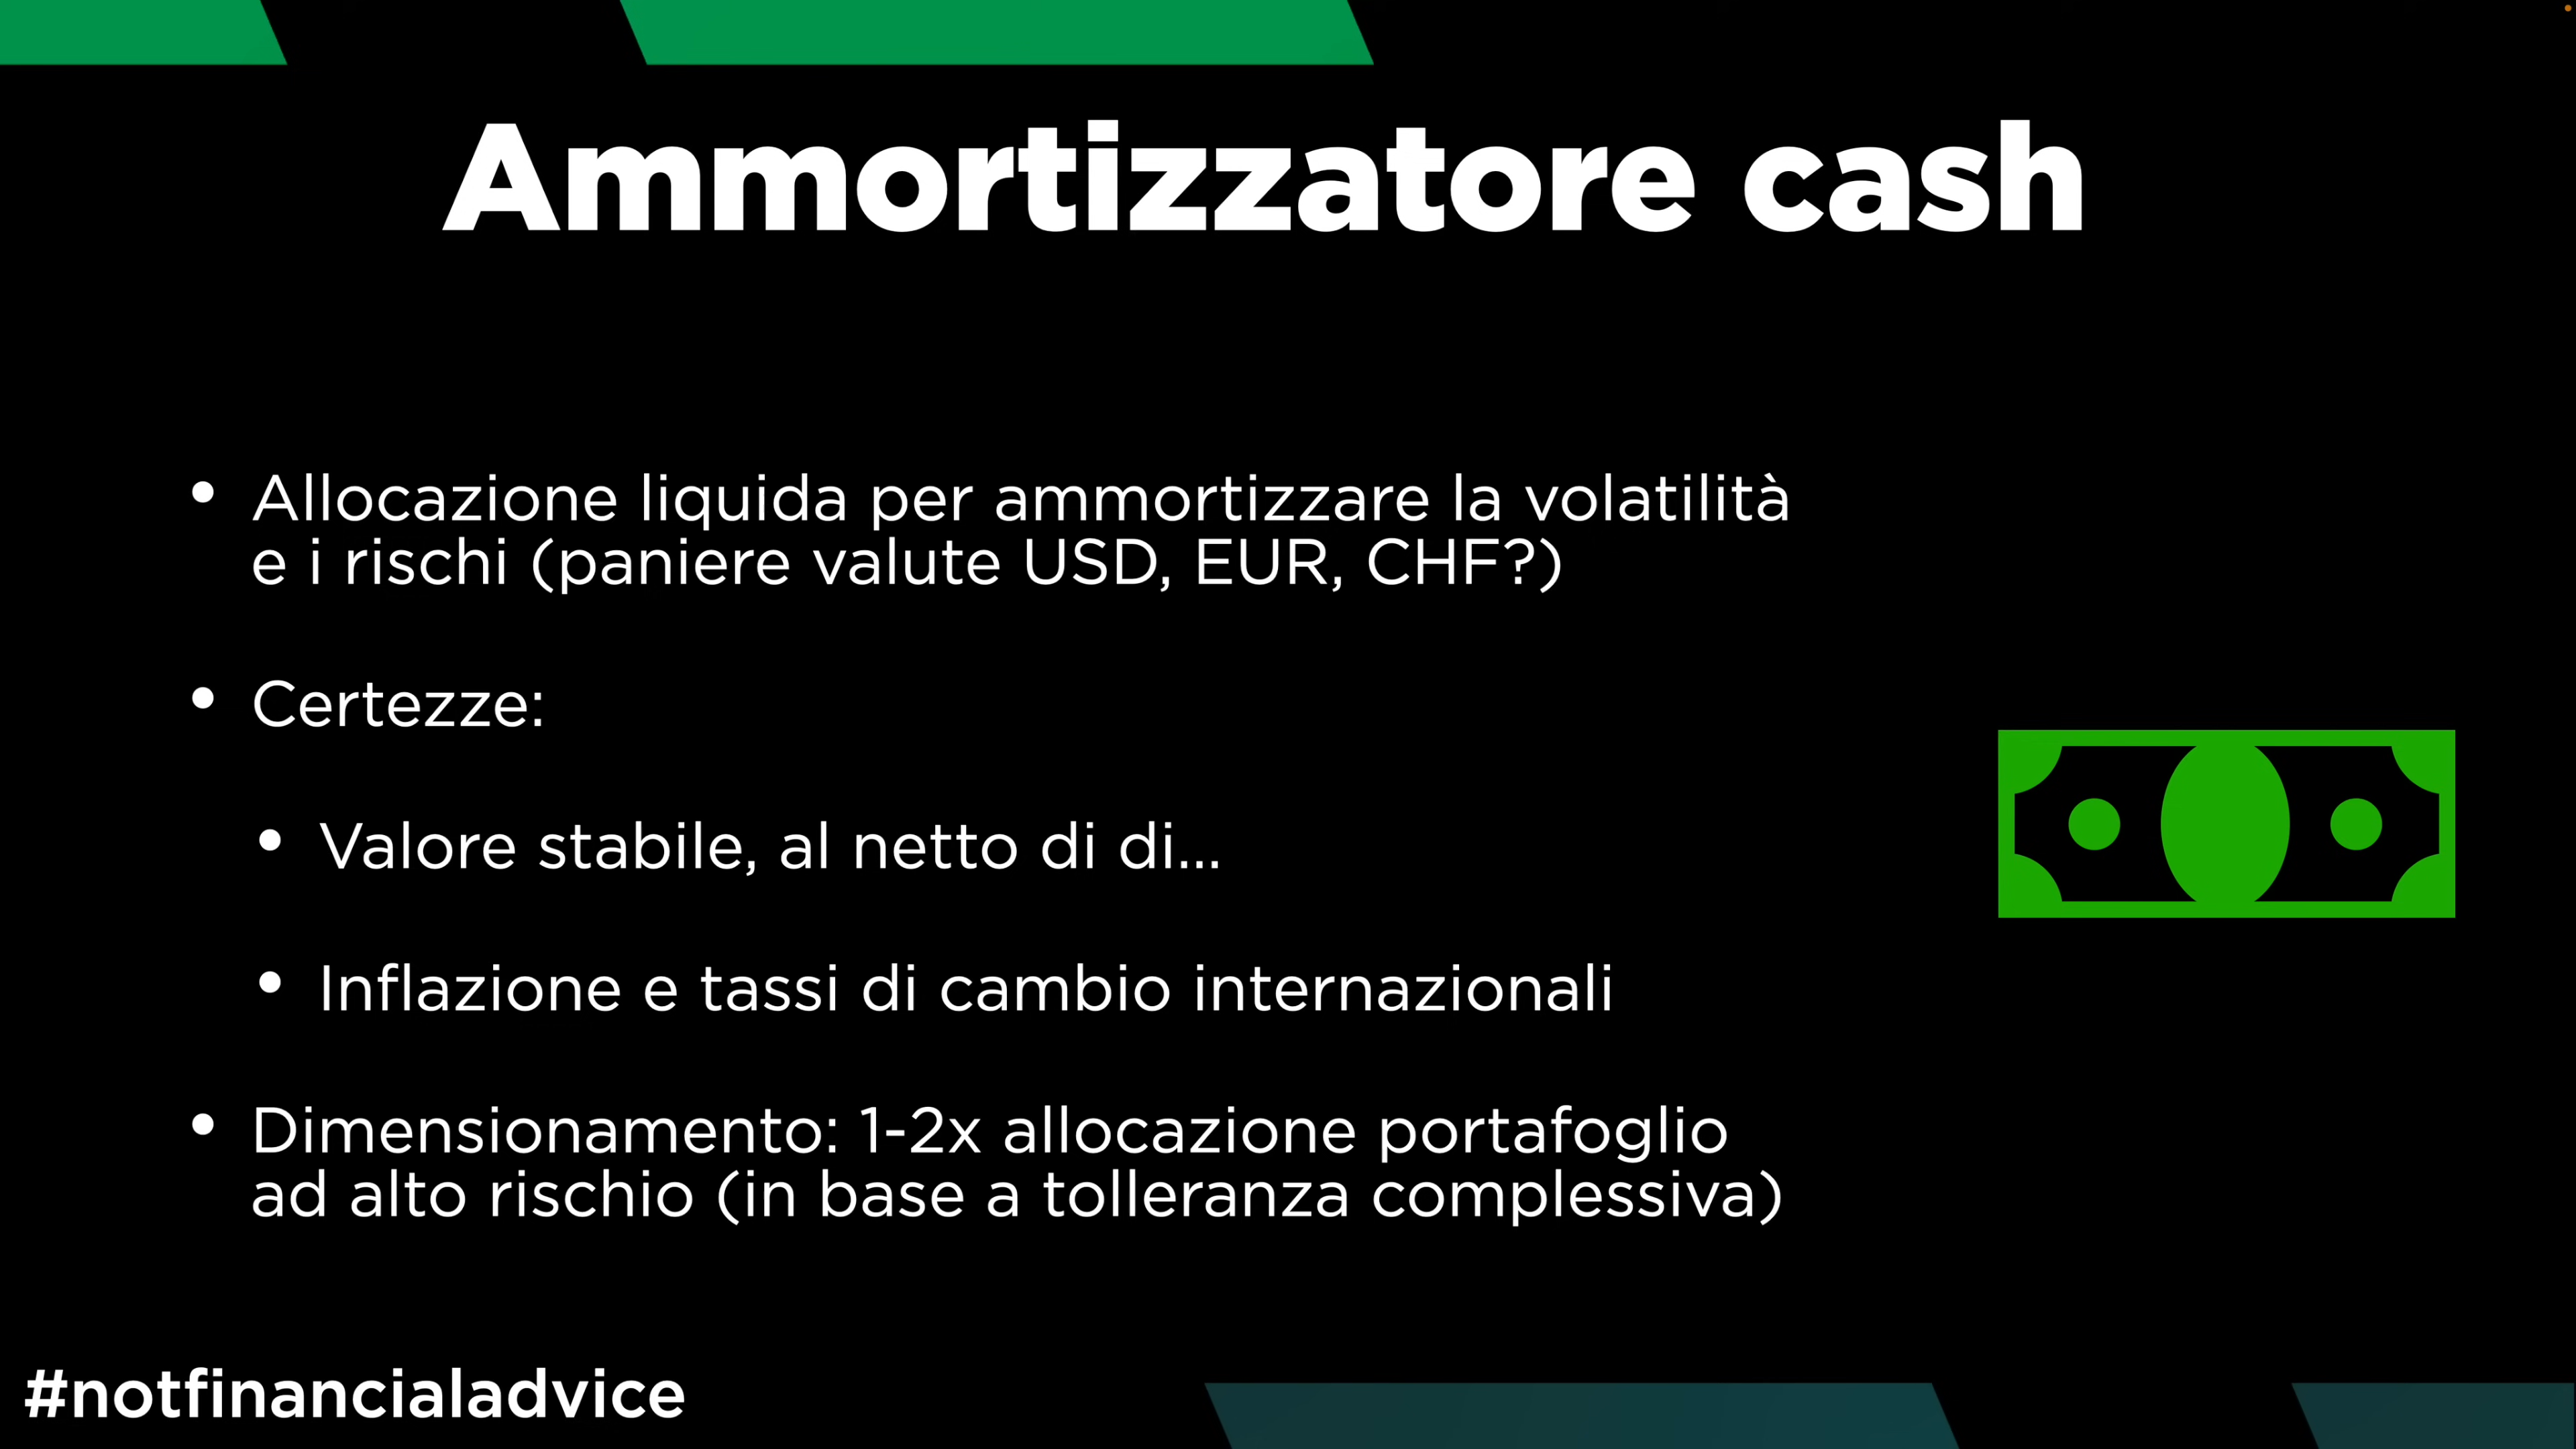 Ammortizzatore cash
• Allocazione liquida per ammortizzare la volatilità
e i rischi (paniere valute USD, EUR, CHF?)
• Certezze:
• Valore stabile, al netto di di...
• Inflazione e tassi di cambio internazionali
• Dimensionamento: 1-2x allocazione portafoglio
ad alto rischio (in base a tolleranza complessiva)
#notfinancialadvice